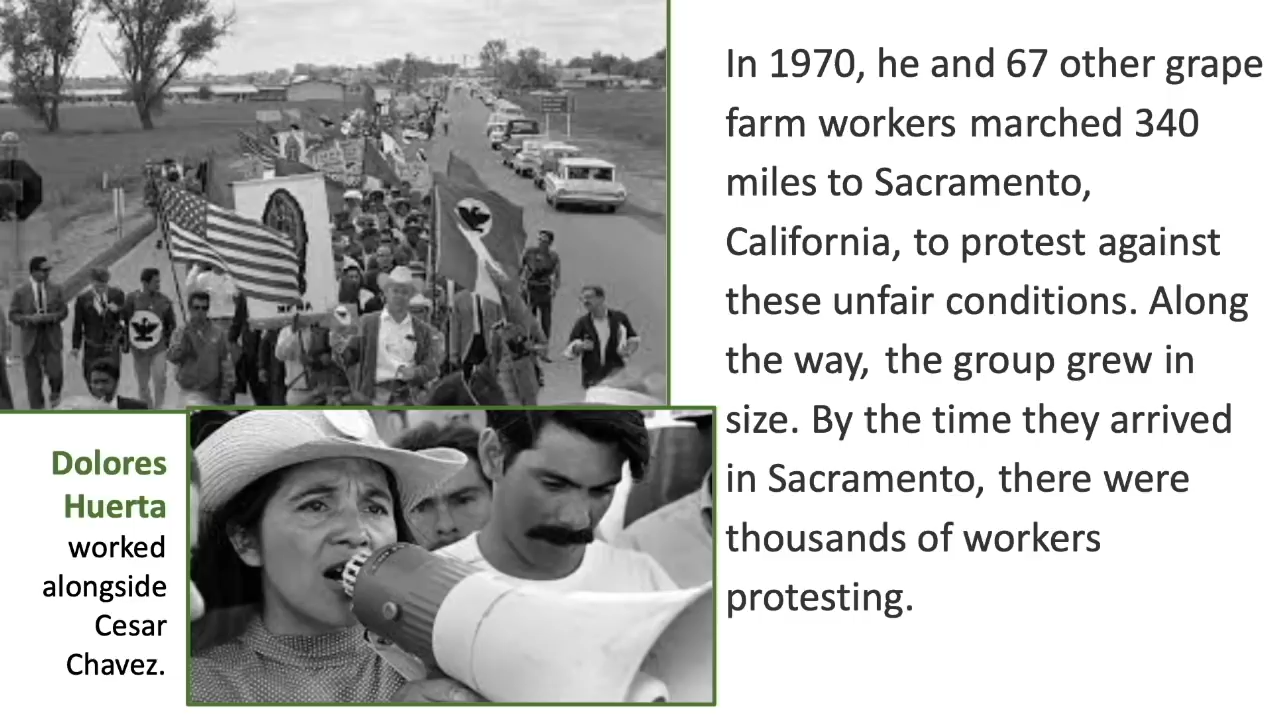 In 1970, he and 67 other grape
farm workers marched 340
miles to Sacramento,
California, to protest against
these unfair conditions. Along
the way, the group grew in
size. By the time they arrived
in Sacramento, there were
thousands of workers
protesting.
Dolores
Huerta
worked
alongside
Cesar
Chavez.